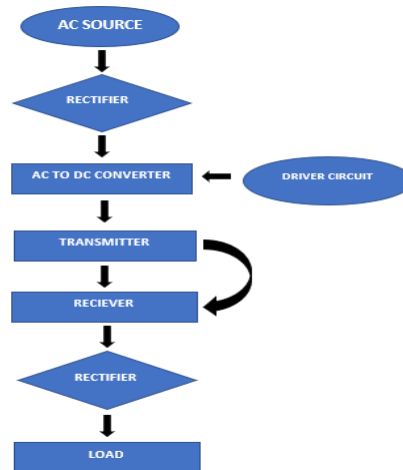 AC SOURCE
RECTIFIER
AC TO DC CONVERTER
DRIVER CIRCUIT
TRANSMITTER
RECIEVER
RECTIFIER
LOAD